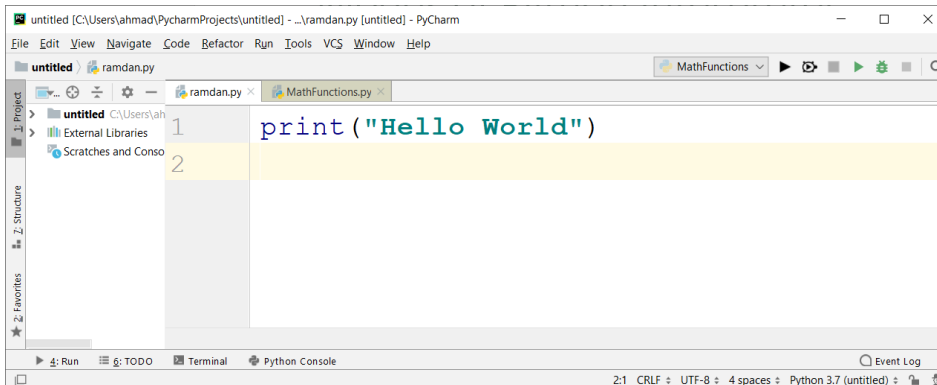 untitled [C:\Users\ahmad\PycharmProjects\untitled] - ...\ramdan.py [untitled] - PyCharm
File Edit View Navigate Code Refactor Run Tools VCS Window Help
untitled ramdan.py MathFunctions
1: Project
ramdan.py MathFunctions.py
untitled C:\Users\ah
External Libraries
Scratches and Conso
1 print("Hello World")
2
7: Structure
2: Favorites
4: Run 6: TODO Terminal Python Console Event Log
2:1 CRLF UTF-8 4 spaces Python 3.7 (untitled)